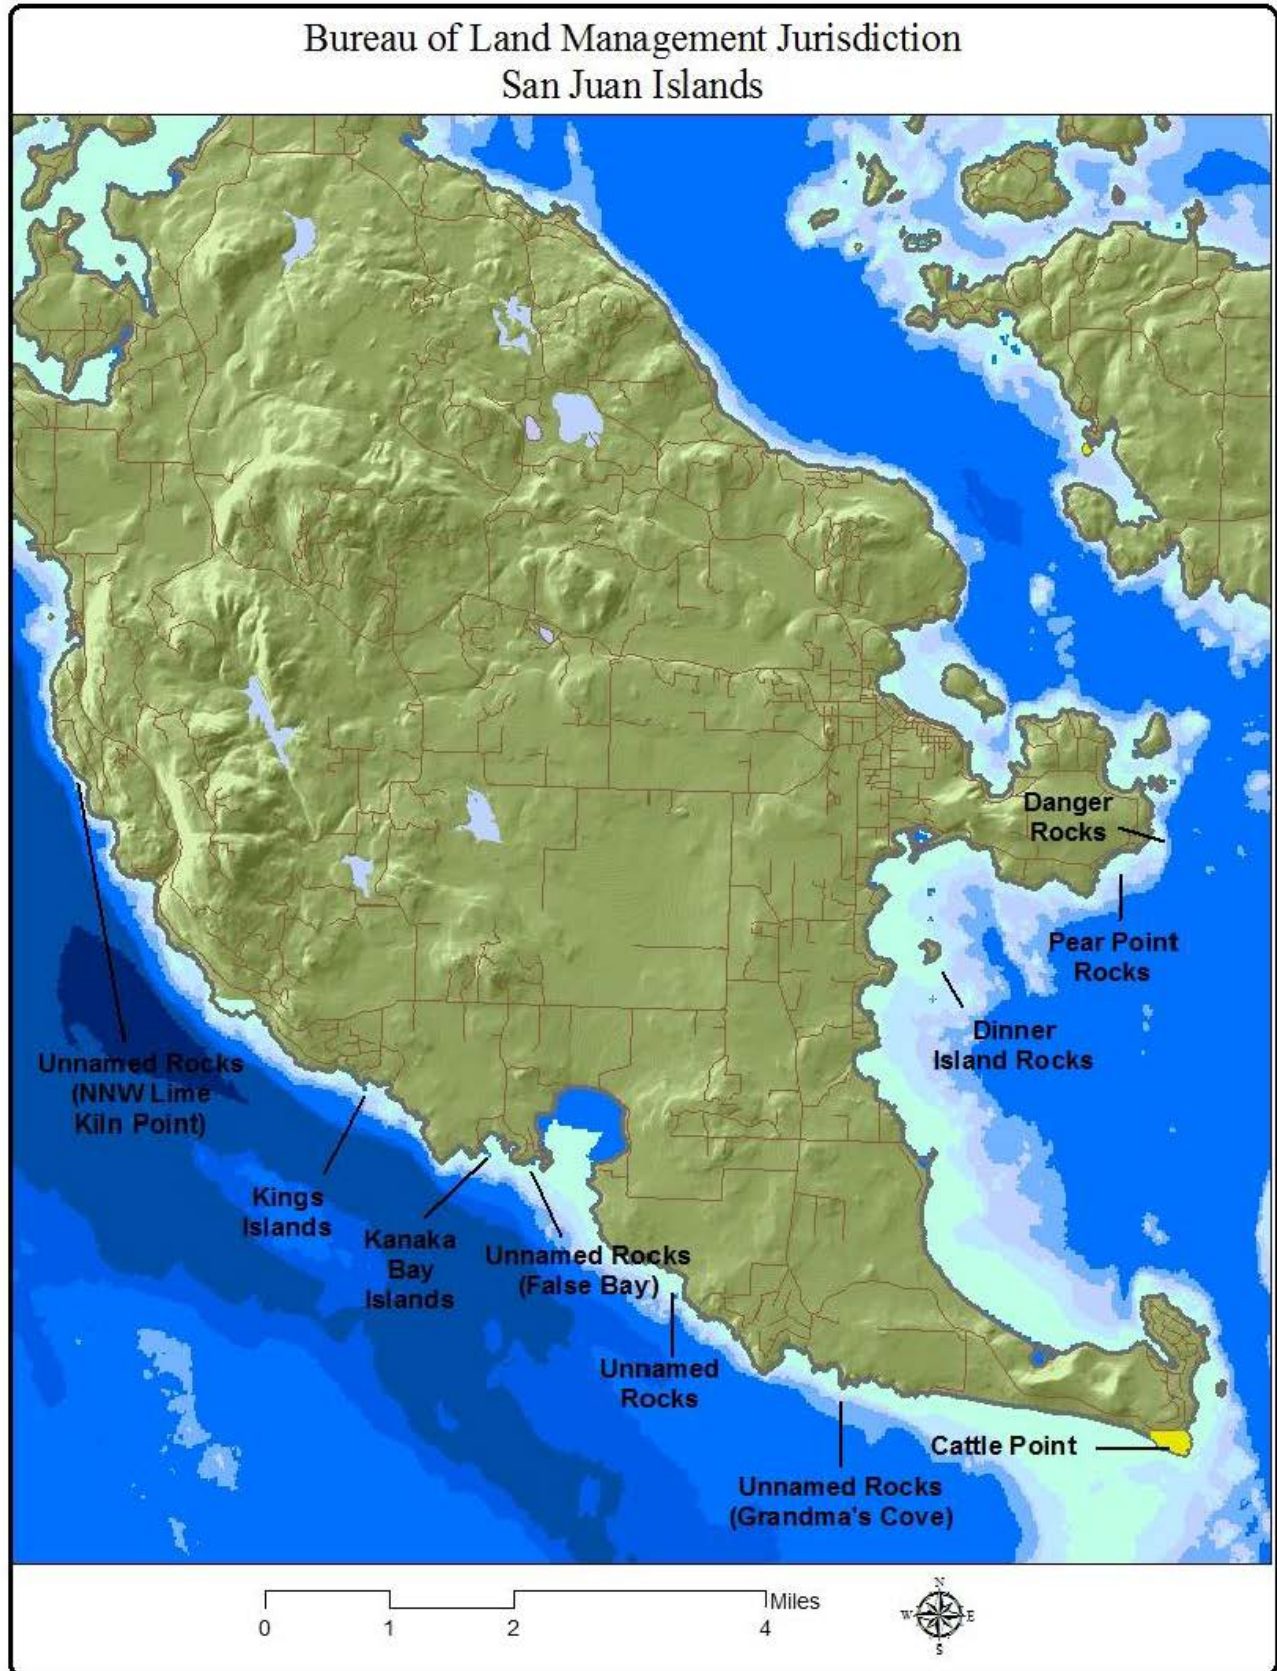 Bureau of Land Management Jurisdiction
San Juan Islands
Danger
Rocks
Pear Point
Rocks
Dinner
Island Rocks
Unnamed Rocks
(NNW Lime
Kiln Point)
Kings
Islands
Kanaka
Bay
Islands
Unnamed Rocks
(False Bay)
Unnamed
Rocks
Cattle Point
Unnamed Rocks
(Grandma's Cove)
Miles
0 1 2 4
N
W E
S